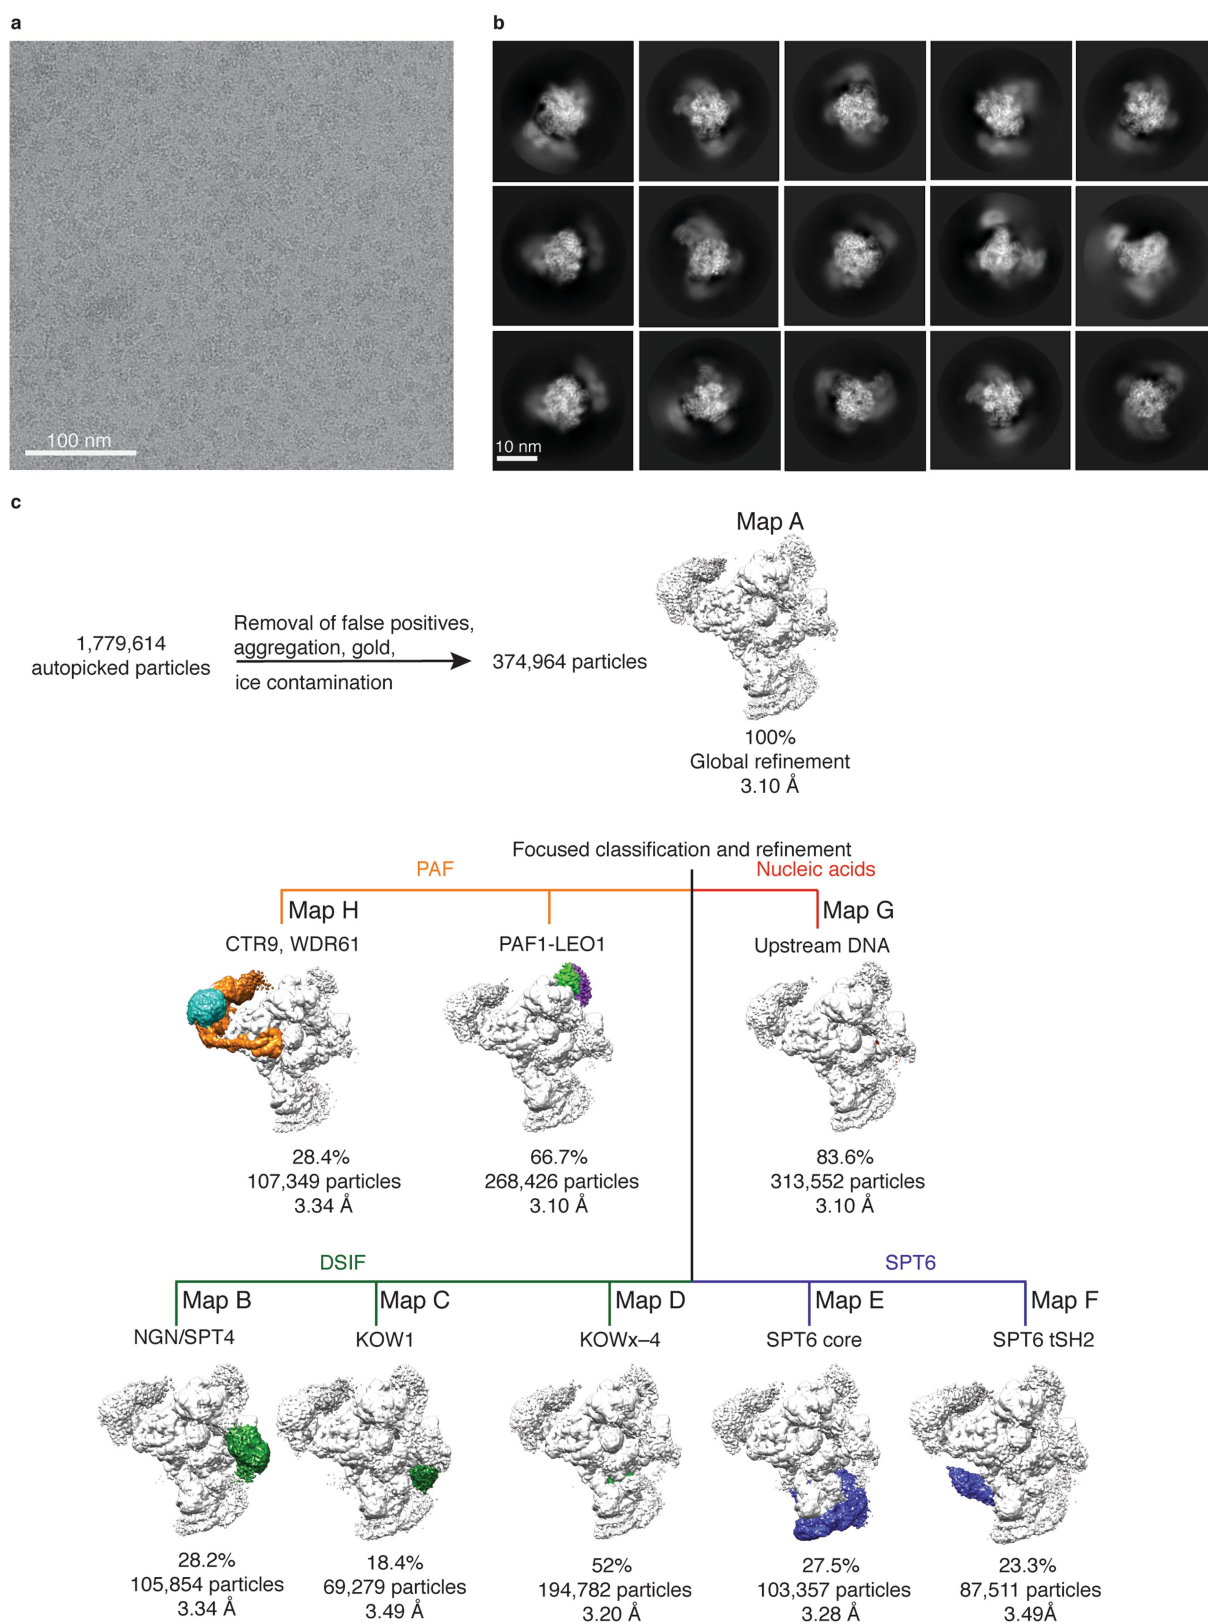 a
b
100 nm
10 nm
c
Map A
1,779,614
autopicked particles
Removal of false positives,
aggregation, gold,
ice contamination
374,964 particles
100%
Global refinement
3.10 Å
Focused classification and refinement
PAF
Nucleic acids
Map H
Map G
CTR9, WDR61
PAF1-LEO1
Upstream DNA
28.4%
107,349 particles
3.34 Å
66.7%
268,426 particles
3.10 Å
83.6%
313,552 particles
3.10 Å
DSIF
SPT6
Map B
Map C
Map D
Map E
Map F
NGN/SPT4
KOW1
KOWx–4
SPT6 core
SPT6 tSH2
28.2%
105,854 particles
3.34 Å
18.4%
69,279 particles
3.49 Å
52%
194,782 particles
3.20 Å
27.5%
103,357 particles
3.28 Å
23.3%
87,511 particles
3.49Å